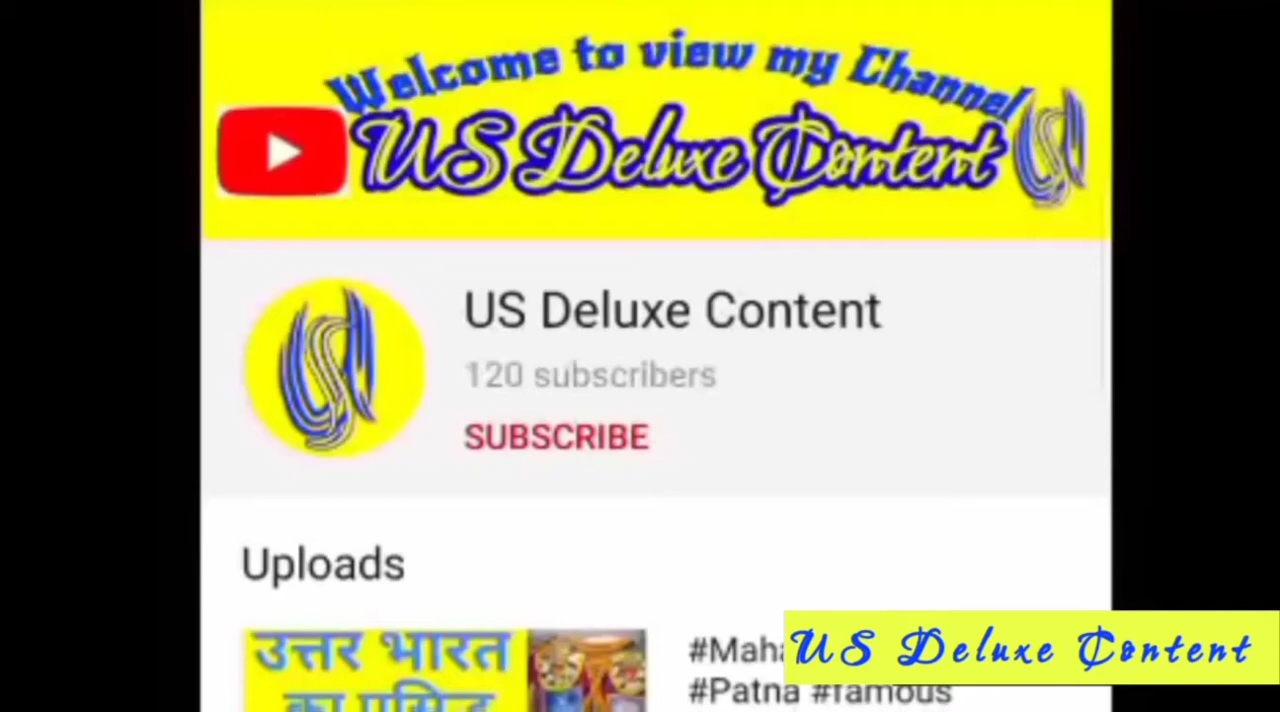 Welcome to view my Channel
US Deluxe Content
US Deluxe Content
120 subscribers
SUBSCRIBE
Uploads
उत्तर भारत
का प्रसिद्ध
#Patna #famous
US Deluxe Content